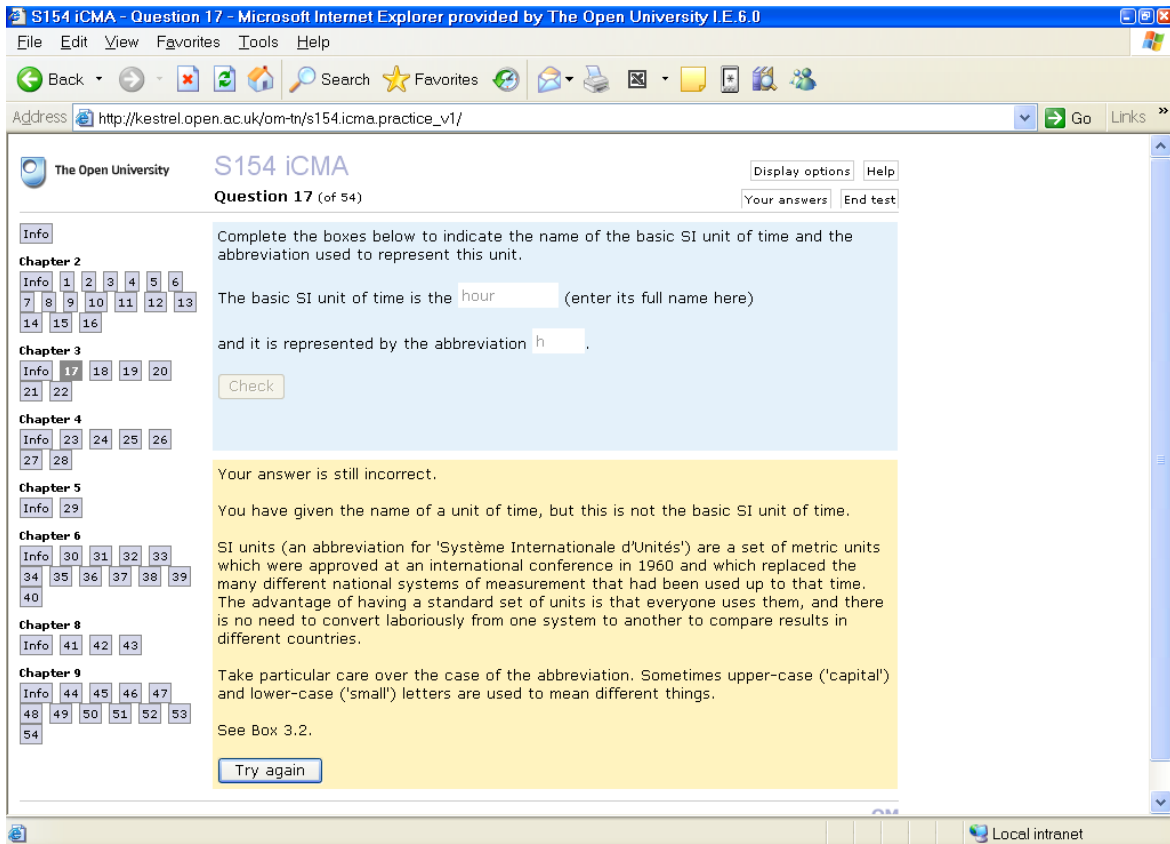 S154 iCMA - Question 17 - Microsoft Internet Explorer provided by The Open University I.E.6.0
File Edit View Favorites Tools Help
Back Search Favorites
Address http://kestrel.open.ac.uk/om-tn/s154.icma.practice_v1/ Go Links »
The Open University
S154 iCMA
Question 17 (of 54)
Display options Help
Your answers End test
Info
Chapter 2
Info 1 2 3 4 5 6
7 8 9 10 11 12 13
14 15 16
Chapter 3
Info 17 18 19 20
21 22
Chapter 4
Info 23 24 25 26
27 28
Chapter 5
Info 29
Chapter 6
Info 30 31 32 33
34 35 36 37 38 39
40
Chapter 8
Info 41 42 43
Chapter 9
Info 44 45 46 47
48 49 50 51 52 53
54
Complete the boxes below to indicate the name of the basic SI unit of time and the
abbreviation used to represent this unit.
The basic SI unit of time is the hour (enter its full name here)
and it is represented by the abbreviation h .
Check
Your answer is still incorrect.
You have given the name of a unit of time, but this is not the basic SI unit of time.
SI units (an abbreviation for 'Système Internationale d'Unités') are a set of metric units
which were approved at an international conference in 1960 and which replaced the
many different national systems of measurement that had been used up to that time.
The advantage of having a standard set of units is that everyone uses them, and there
is no need to convert laboriously from one system to another to compare results in
different countries.
Take particular care over the case of the abbreviation. Sometimes upper-case ('capital')
and lower-case ('small') letters are used to mean different things.
See Box 3.2.
Try again
Local intranet